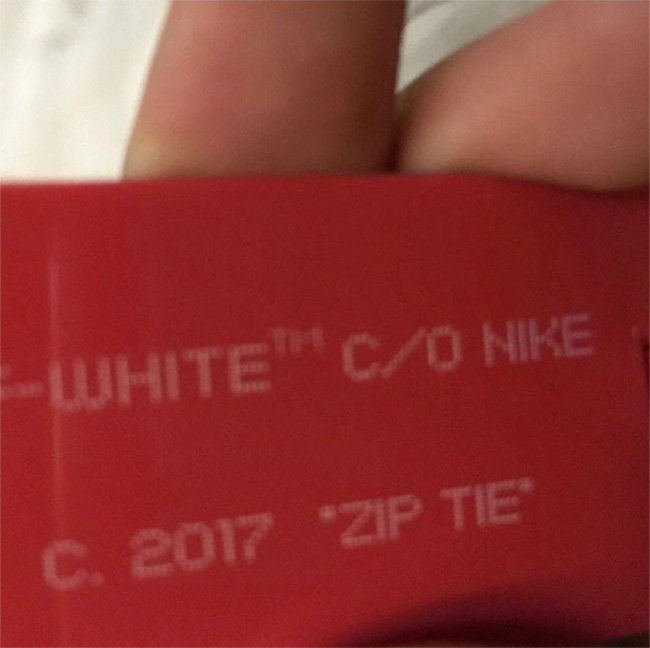 -WHITE™ C/O NIKE
C. 2017 "ZIP TIE"